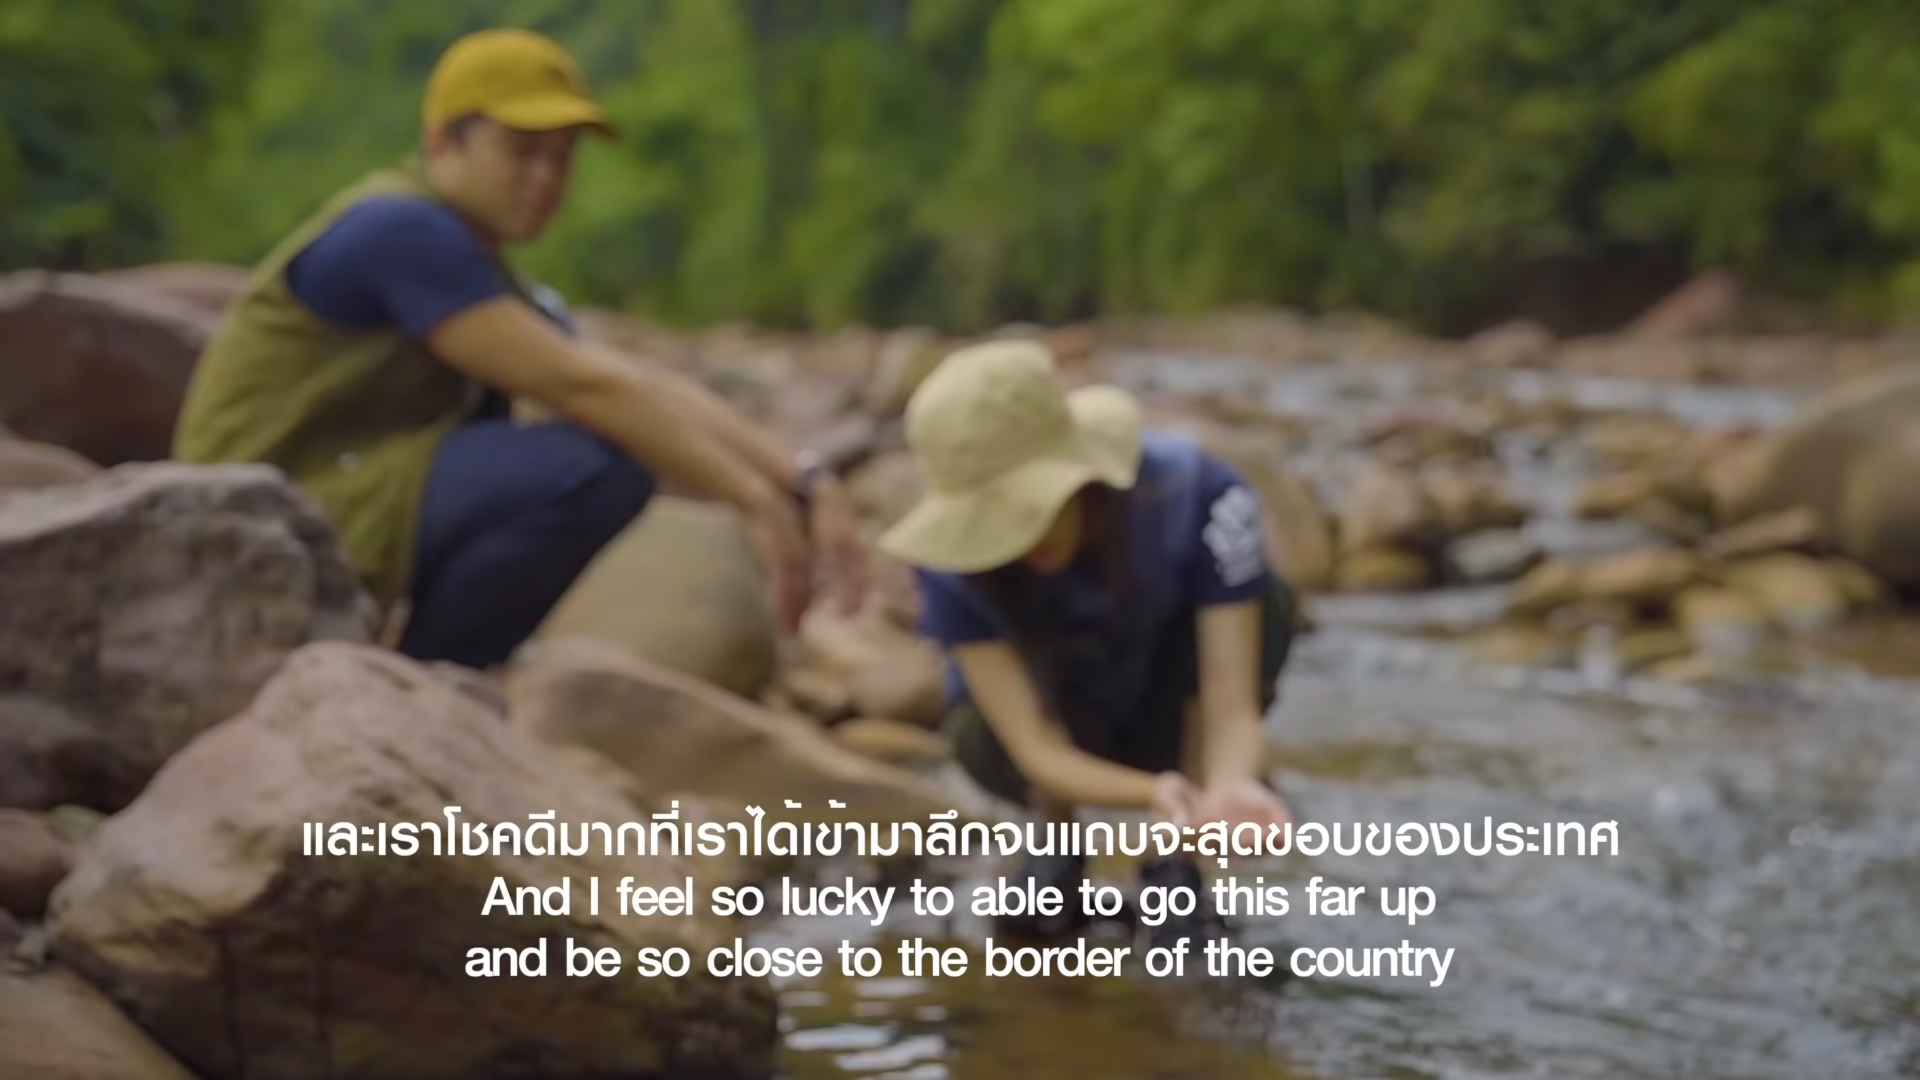 และเราโชคดีมากที่เราได้เข้ามาลึกจนแถบจะสุดขอบของประเทศ
And I feel so lucky to able to go this far up
and be so close to the border of the country